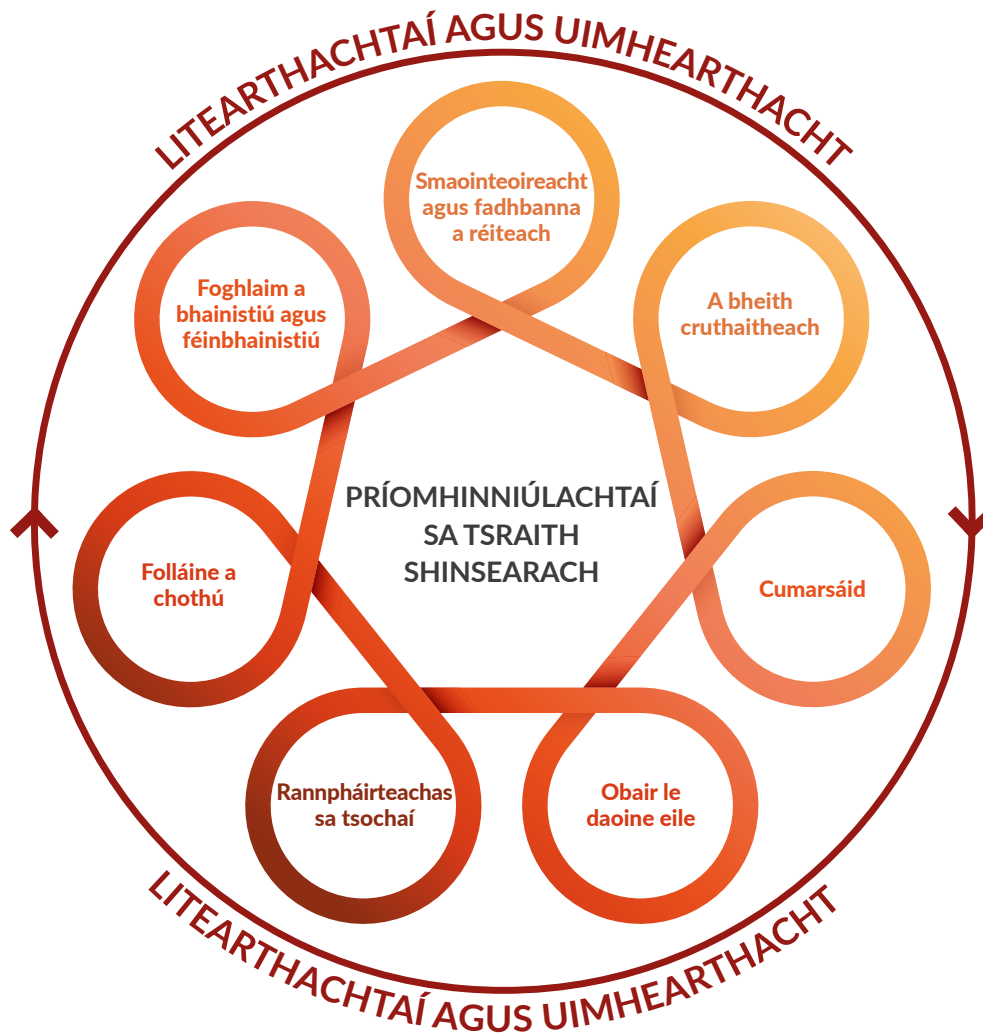 LITEARTHACHTAÍ AGUS UIMHEARTHACHT
Smaointeoireacht
agus fadhbanna
a réiteach
A bheith
cruthaitheach
Cumarsáid
Obair le
daoine eile
Rannpháirteachas
sa tsochaí
Folláine a
chothú
Foghlaim a
bhainistiú agus
féinbhainistiú
PRÍOMHINNIÚLACHTAÍ
SA TSRAITH
SHINSEARACH
LITEARTHACHTAÍ AGUS UIMHEARTHACHT